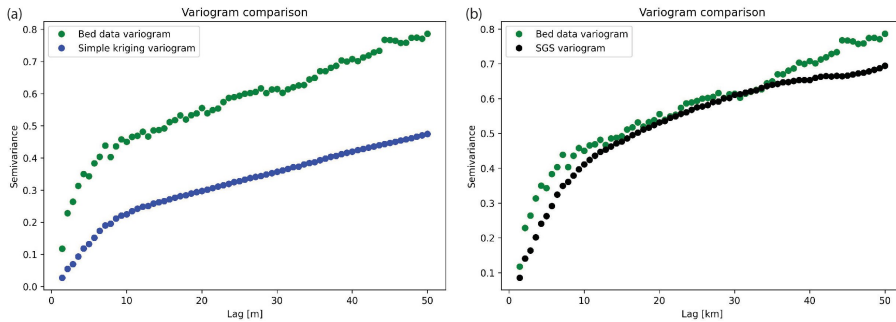 (a)
Variogram comparison
Bed data variogram
Simple kriging variogram
Semivariance
0.8
0.7
0.6
0.5
0.4
0.3
0.2
0.1
0.0
0 10 20 30 40 50
Lag [m]
(b)
Variogram comparison
Bed data variogram
SGS variogram
Semivariance
0.8
0.7
0.6
0.5
0.4
0.3
0.2
0.1
0 10 20 30 40 50
Lag [km]